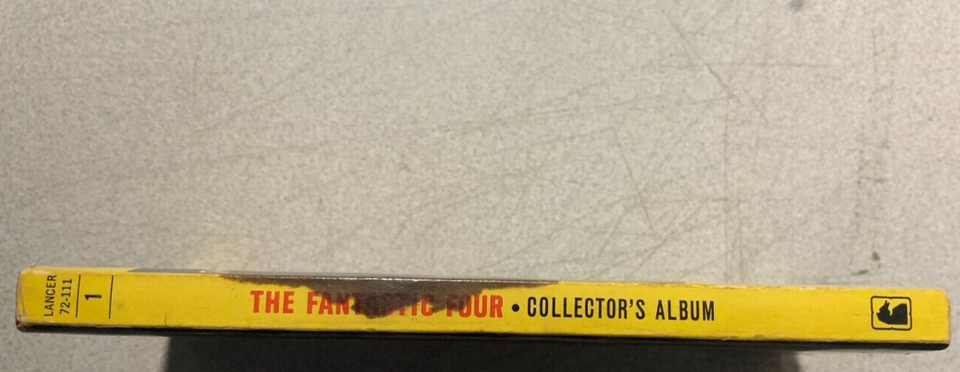 LANCER
72-111
1
THE FANTASTIC FOUR • COLLECTOR'S ALBUM